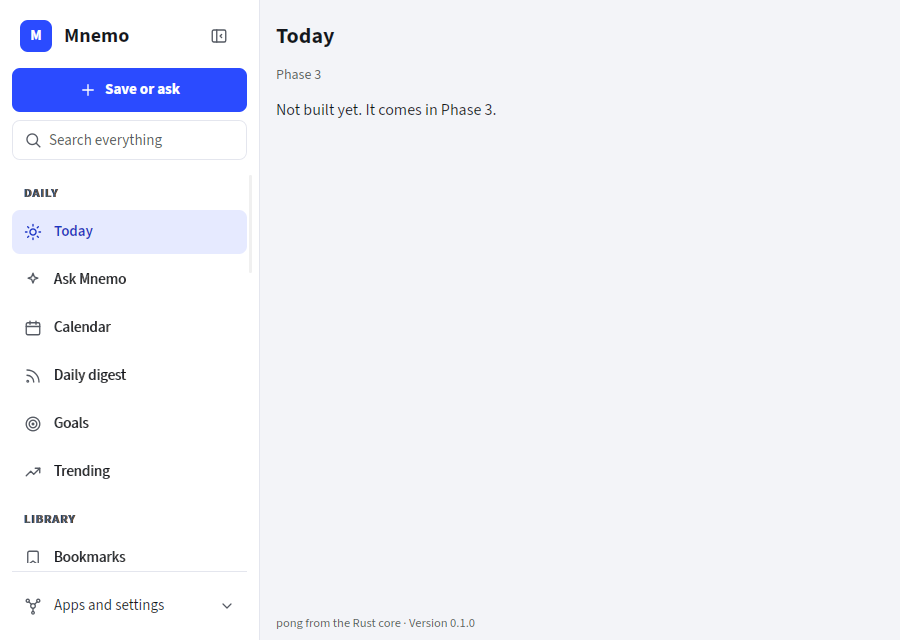 M Mnemo
Save or ask
Search everything
DAILY
Today
Ask Mnemo
Calendar
Daily digest
Goals
Trending
LIBRARY
Bookmarks
Apps and settings
Today
Phase 3
Not built yet. It comes in Phase 3.
pong from the Rust core · Version 0.1.0